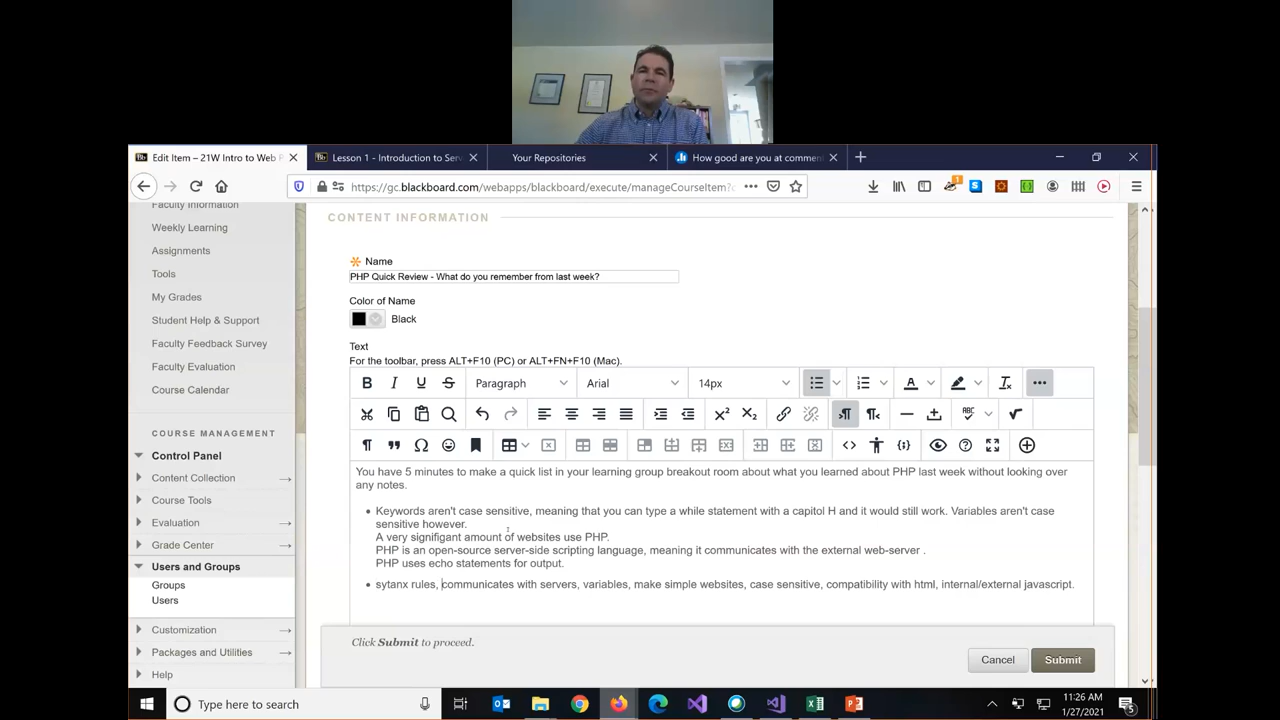 Edit Item – 21W Intro to Web P
Lesson 1 - Introduction to Ser
Your Repositories
How good are you at comment
https://gc.blackboard.com/webapps/blackboard/execute/manageCourseItem?
1
Faculty Information
Weekly Learning
Assignments
Tools
My Grades
Student Help & Support
Faculty Feedback Survey
Faculty Evaluation
Course Calendar
COURSE MANAGEMENT
Control Panel
Content Collection
Course Tools
Evaluation
Grade Center
Users and Groups
Groups
Users
Customization
Packages and Utilities
Help
CONTENT INFORMATION
Name
PHP Quick Review - What do you remember from last week?
Color of Name
Black
Text
For the toolbar, press ALT+F10 (PC) or ALT+FN+F10 (Mac).
Paragraph
Arial
14px
You have 5 minutes to make a quick list in your learning group breakout room about what you learned about PHP last week without looking over
any notes.
Keywords aren't case sensitive, meaning that you can type a while statement with a capitol H and it would still work. Variables aren't case
sensitive however.
A very signifigant amount of websites use PHP.
PHP is an open-source server-side scripting language, meaning it communicates with the external web-server .
PHP uses echo statements for output.
sytanx rules, communicates with servers, variables, make simple websites, case sensitive, compatibility with html, internal/external javascript.
Click Submit to proceed.
Cancel
Submit
Type here to search
11:26 AM
1/27/2021
5